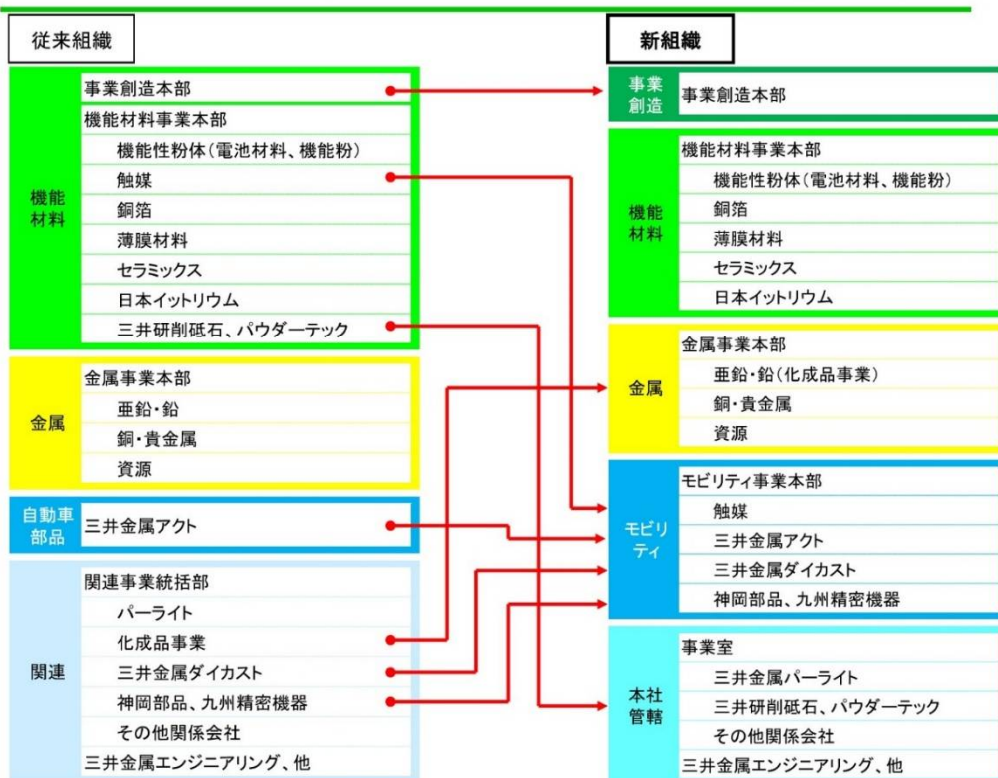 従来組織
機能
材料
事業創造本部
機能材料事業本部
機能性粉体(電池材料、機能粉)
触媒
銅箔
薄膜材料
セラミックス
日本イットリウム
三井研削砥石、パウダーテック
金属
金属事業本部
亜鉛・鉛
銅・貴金属
資源
自動車
部品
三井金属アクト
関連
関連事業統括部
パーライト
化成品事業
三井金属ダイカスト
神岡部品、九州精密機器
その他関係会社
三井金属エンジニアリング、他
新組織
事業
創造
事業創造本部
機能
材料
機能材料事業本部
機能性粉体(電池材料、機能粉)
銅箔
薄膜材料
セラミックス
日本イットリウム
金属
金属事業本部
亜鉛・鉛(化成品事業)
銅・貴金属
資源
モビリ
ティ
モビリティ事業本部
触媒
三井金属アクト
三井金属ダイカスト
神岡部品、九州精密機器
本社
管轄
事業室
三井金属パーライト
三井研削砥石、パウダーテック
その他関係会社
三井金属エンジニアリング、他